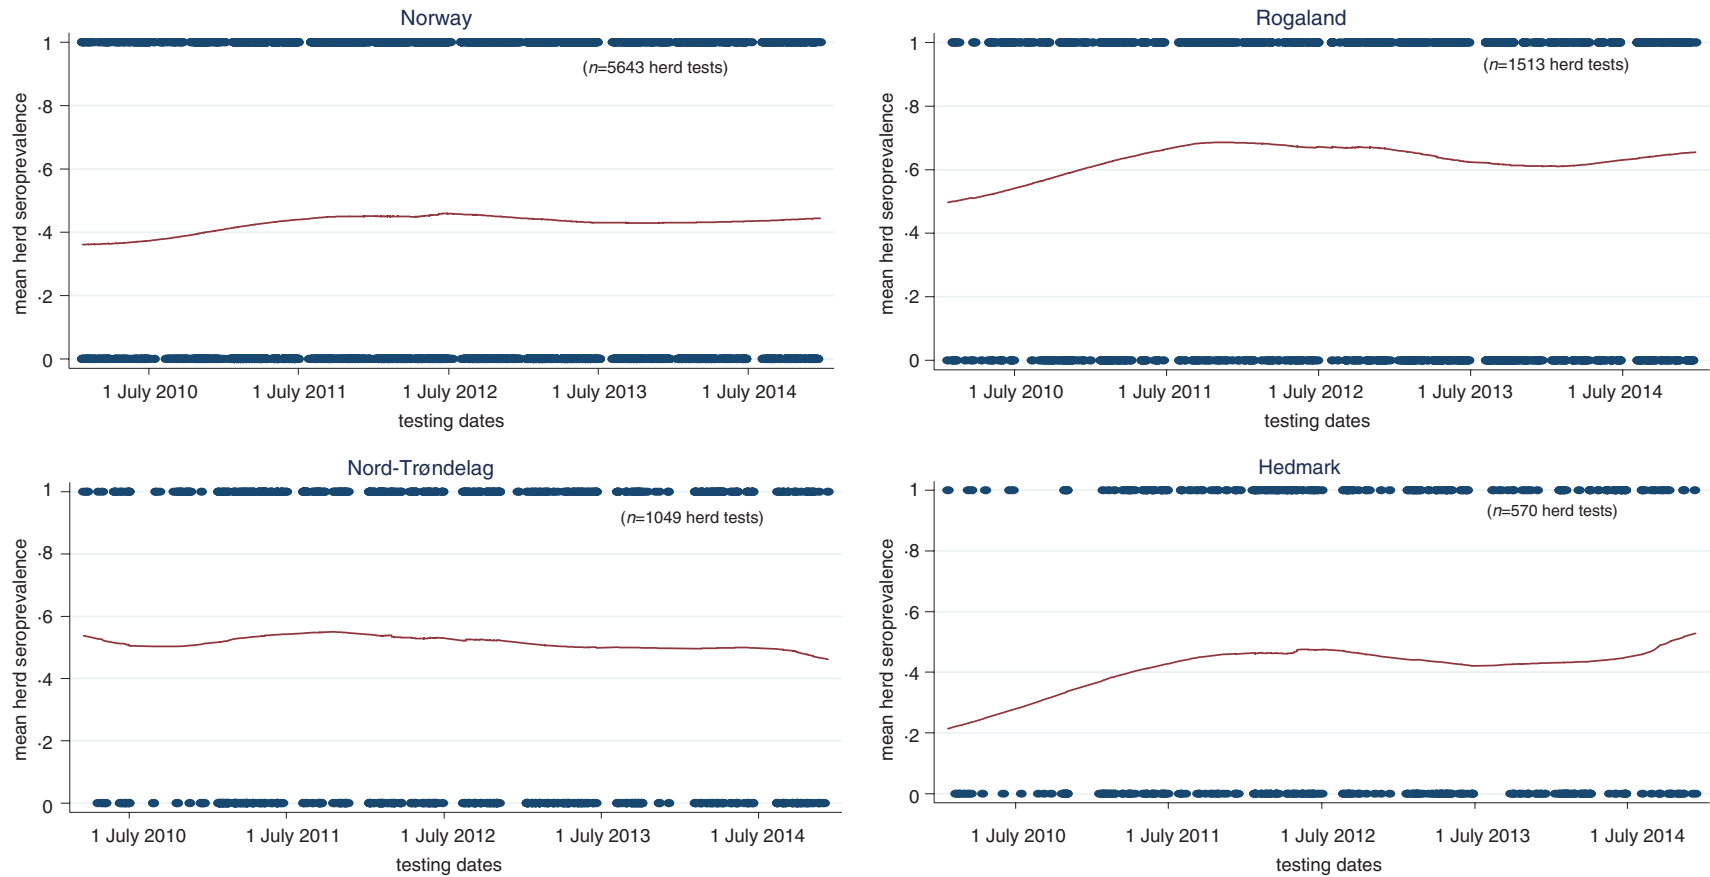 Norway
(n=5643 herd tests)
mean herd seroprevalence
1
·8
·6
·4
·2
0
1 July 2010 1 July 2011 1 July 2012 1 July 2013 1 July 2014
testing dates
Rogaland
(n=1513 herd tests)
mean herd seroprevalence
1
·8
·6
·4
·2
0
1 July 2010 1 July 2011 1 July 2012 1 July 2013 1 July 2014
testing dates
Nord-Trøndelag
(n=1049 herd tests)
mean herd seroprevalence
1
·8
·6
·4
·2
0
1 July 2010 1 July 2011 1 July 2012 1 July 2013 1 July 2014
testing dates
Hedmark
(n=570 herd tests)
mean herd seroprevalence
1
·8
·6
·4
·2
0
1 July 2010 1 July 2011 1 July 2012 1 July 2013 1 July 2014
testing dates